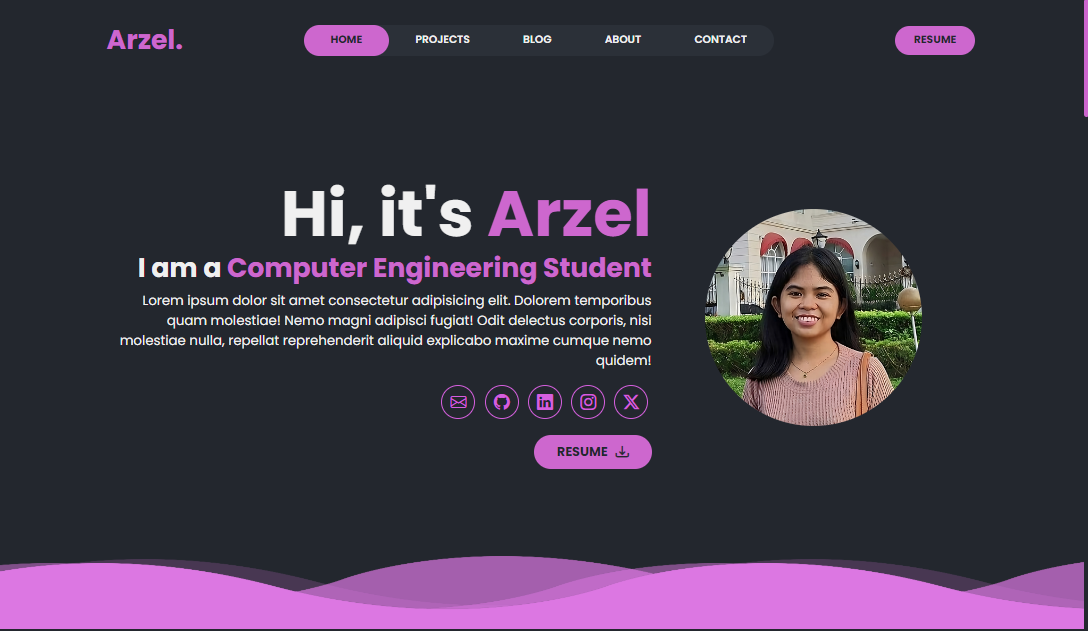 Arzel.
HOME PROJECTS BLOG ABOUT CONTACT
RESUME
Hi, it's Arzel
I am a Computer Engineering Student
Lorem ipsum dolor sit amet consectetur adipisicing elit. Dolorem temporibus
quam molestiae! Nemo magni adipisci fugiat! Odit delectus corporis, nisi
molestiae nulla, repellat reprehenderit aliquid explicabo maxime cumque nemo
quidem!
RESUME